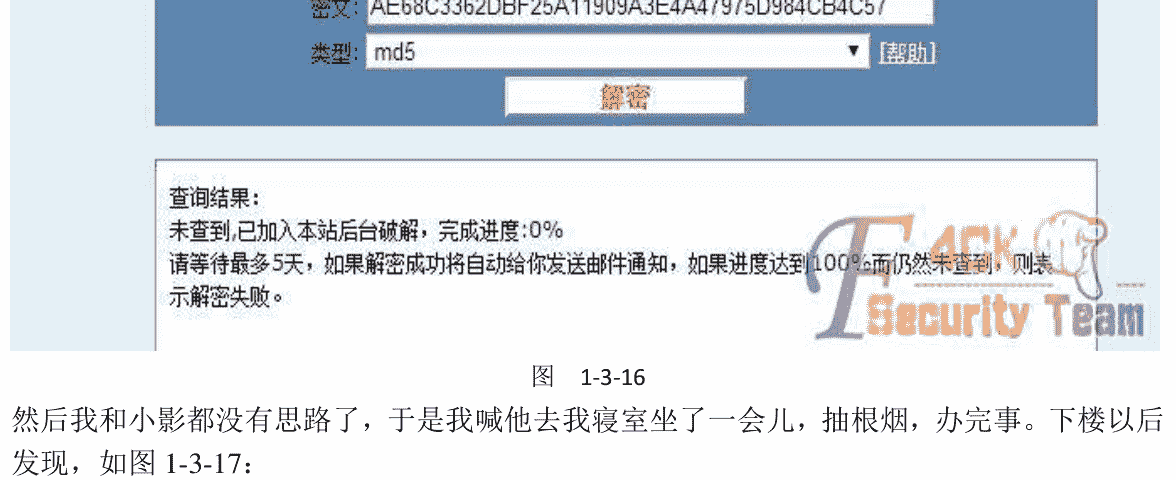 密文: AE68C3362DBF25A11909A3E4A47975D984CB4C57
类型: md5 [帮助]
解密
查询结果:
未查到,已加入本站后台破解，完成进度:0%
请等待最多5天，如果解密成功将自动给你发送邮件通知，如果进度达到100%而仍然未查到，则表
示解密失败。
F4CK
Security Team
图 1-3-16
然后我和小影都没有思路了，于是我喊他去我寝室坐了一会儿，抽根烟，办完事。下楼以后
发现，如图 1-3-17：